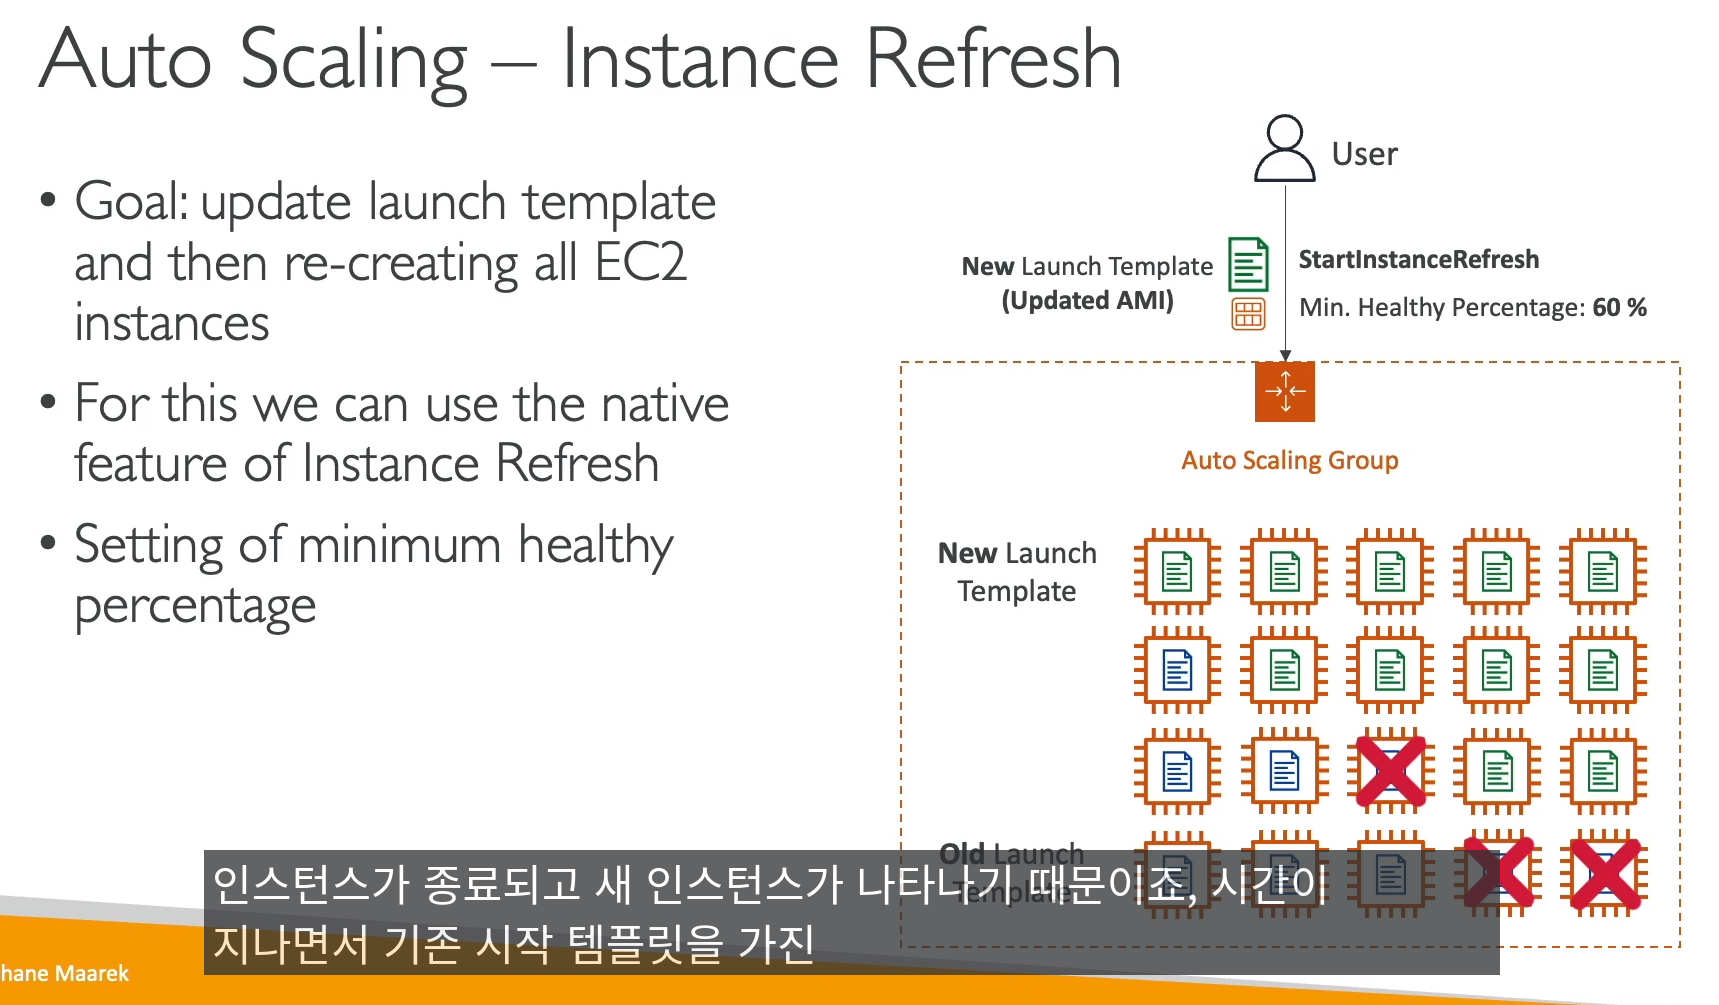 Auto Scaling – Instance Refresh
• Goal: update launch template
and then re-creating all EC2
instances
• For this we can use the native
feature of Instance Refresh
• Setting of minimum healthy
percentage
User
New Launch Template
(Updated AMI)
StartInstanceRefresh
Min. Healthy Percentage: 60 %
Auto Scaling Group
New Launch
Template
Old Launch
Template
인스턴스가 종료되고 새 인스턴스가 나타나기 때문이죠, 시간이
지나면서 기존 시작 템플릿을 가진
hane Maarek